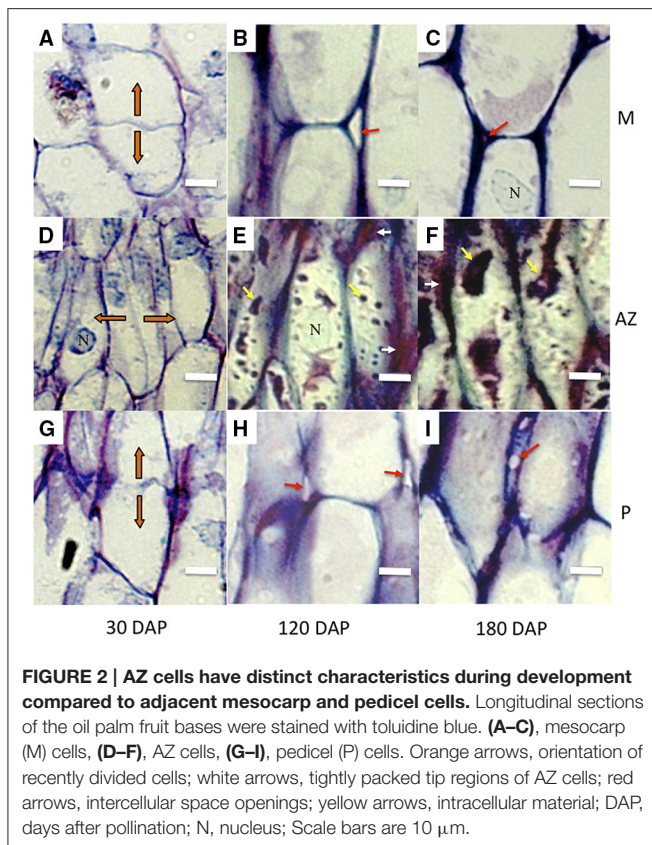 A
B
C
M
N
D
E
F
AZ
N
N
G
H
I
P
30 DAP
120 DAP
180 DAP
FIGURE 2 | AZ cells have distinct characteristics during development
compared to adjacent mesocarp and pedicel cells. Longitudinal sections
of the oil palm fruit bases were stained with toluidine blue. (A–C), mesocarp
(M) cells, (D–F), AZ cells, (G–I), pedicel (P) cells. Orange arrows, orientation of
recently divided cells; white arrows, tightly packed tip regions of AZ cells; red
arrows, intercellular space openings; yellow arrows, intracellular material; DAP,
days after pollination; N, nucleus; Scale bars are 10 μm.